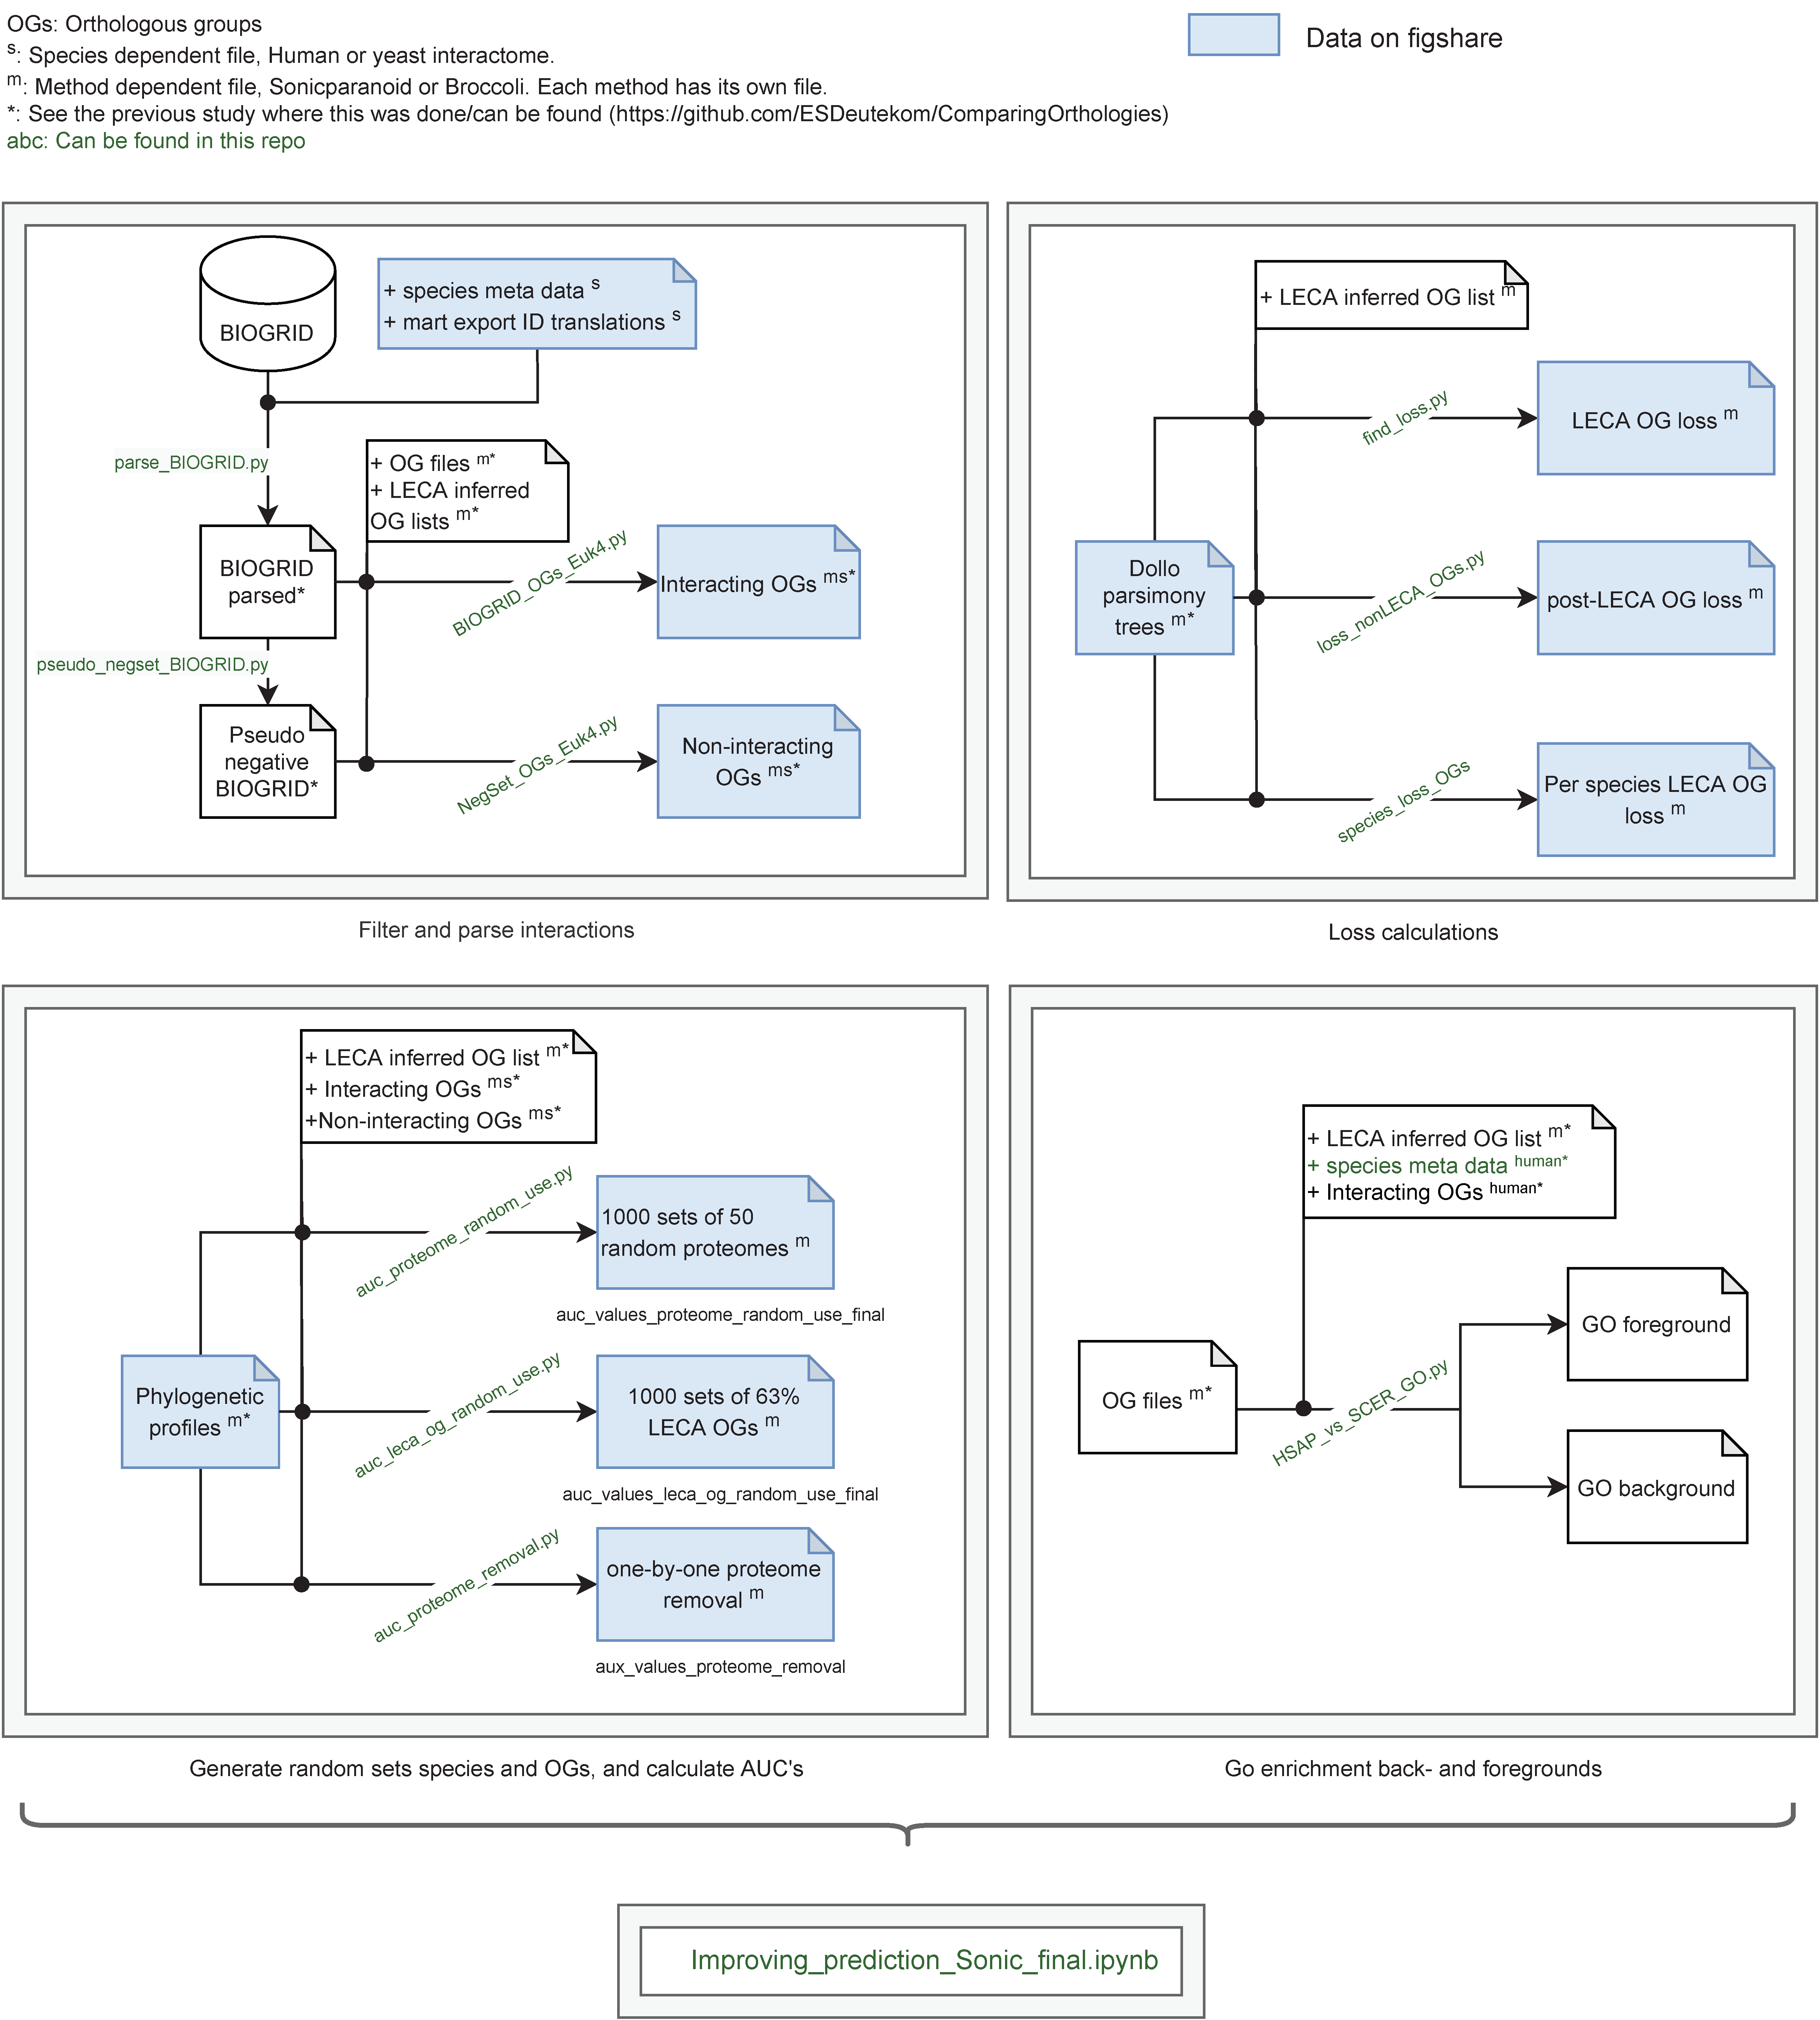 OGs: Orthologous groups
s: Species dependent file, Human or yeast interactome.
m: Method dependent file, Sonicparanoid or Broccoli. Each method has its own file.
*: See the previous study where this was done/can be found (https://github.com/ESDeutekom/ComparingOrthologies)
abc: Can be found in this repo
Data on figshare
BIOGRID
+ species meta data s
+ mart export ID translations s
parse_BIOGRID.py
+ OG files m*
+ LECA inferred
OG lists m*
BIOGRID
parsed*
BIOGRID_OGs_Euk4.py
Interacting OGs ms*
pseudo_negset_BIOGRID.py
Pseudo
negative
BIOGRID*
NegSet_OGs_Euk4.py
Non-interacting
OGs ms*
Filter and parse interactions
+ LECA inferred OG list m
find_loss.py
LECA OG loss m
Dollo
parsimony
trees m*
loss_nonLECA_OGs.py
post-LECA OG loss m
species_loss_OGs
Per species LECA OG
loss m
Loss calculations
+ LECA inferred OG list m*
+ Interacting OGs ms*
+Non-interacting OGs ms*
auc_proteome_random_use.py
1000 sets of 50
random proteomes m
auc_values_proteome_random_use_final
Phylogenetic
profiles m*
auc_leca_og_random_use.py
1000 sets of 63%
LECA OGs m
auc_values_leca_og_random_use_final
auc_proteome_removal.py
one-by-one proteome
removal m
aux_values_proteome_removal
Generate random sets species and OGs, and calculate AUC's
+ LECA inferred OG list m*
+ species meta data human*
+ Interacting OGs human*
OG files m*
HSAP_vs_SCER_GO.py
GO foreground
GO background
Go enrichment back- and foregrounds
Improving_prediction_Sonic_final.ipynb